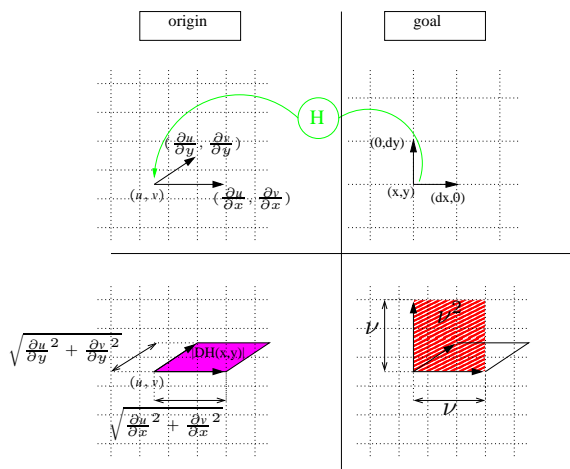 origin
goal
H
(∂u/∂y, ∂v/∂y)
(0,dy)
(u, v)
(∂u/∂x, ∂v/∂x)
(x,y)
(dx,0)
√(∂u/∂y² + ∂v/∂y²)
|DH(x,y)|
(u, v)
√(∂u/∂x² + ∂v/∂x²)
ν
ν²
ν